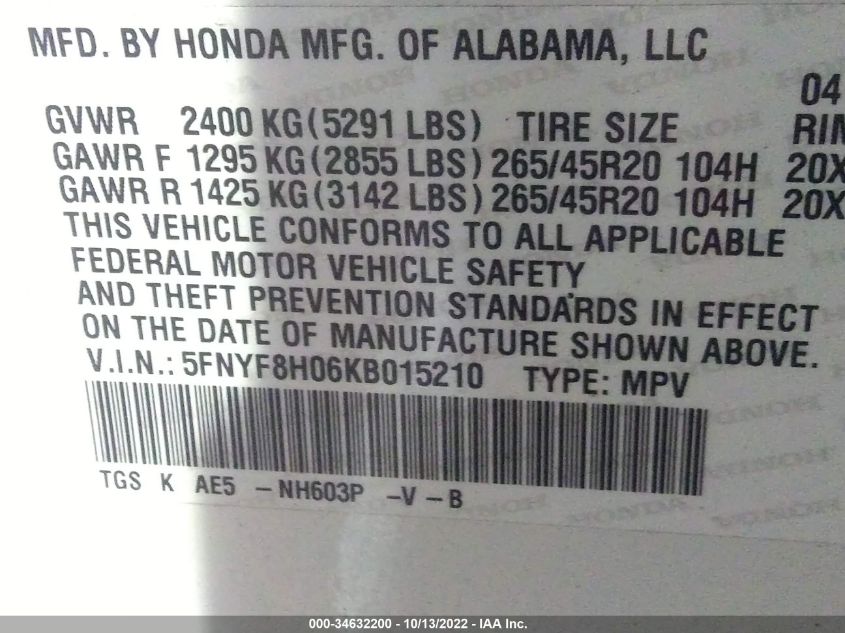 MFD. BY HONDA MFG. OF ALABAMA, LLC
04
GVWR 2400 KG (5291 LBS) TIRE SIZE RIM
GAWR F 1295 KG (2855 LBS) 265/45R20 104H 20X
GAWR R 1425 KG (3142 LBS) 265/45R20 104H 20X
THIS VEHICLE CONFORMS TO ALL APPLICABLE
FEDERAL MOTOR VEHICLE SAFETY
AND THEFT PREVENTION STANDARDS IN EFFECT
ON THE DATE OF MANUFACTURE SHOWN ABOVE.
V.I.N.: 5FNYF8H06KB015210 TYPE: MPV
TGS K AE5 -NH603P -V-B
000-34632200 - 10/13/2022 - IAA Inc.